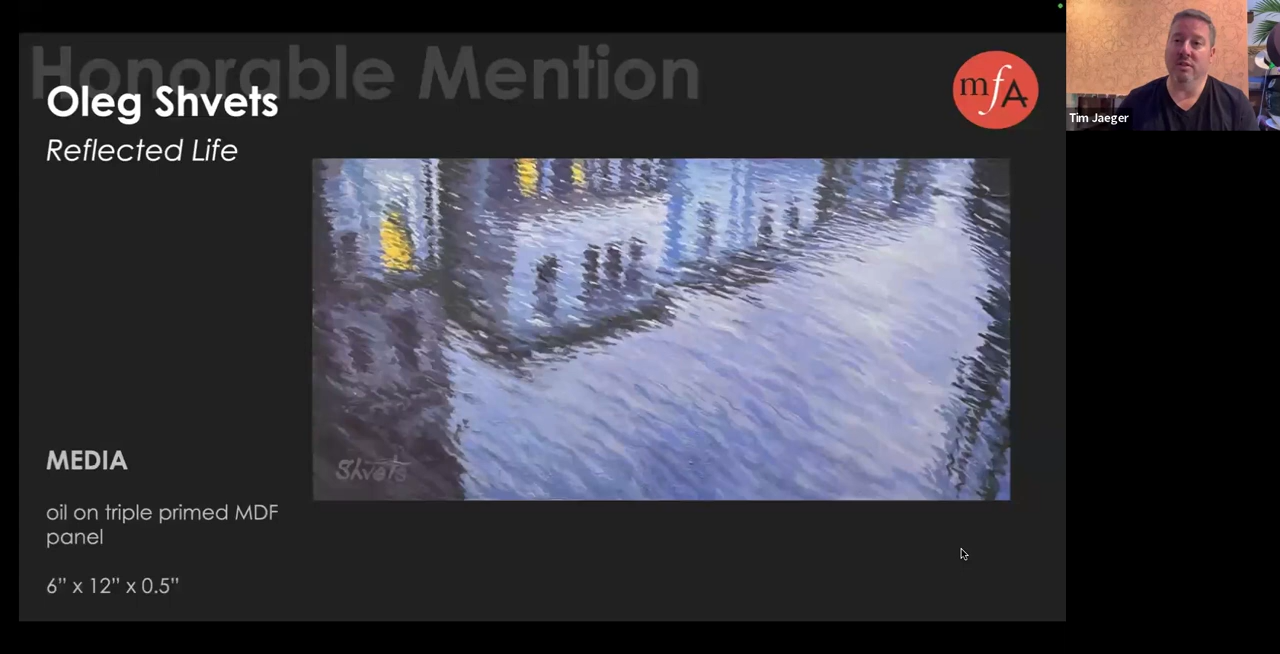 Honorable Mention
Oleg Shvets
Reflected Life
mfA
Tim Jaeger
Shvets
MEDIA
oil on triple primed MDF
panel
6” x 12” x 0.5”